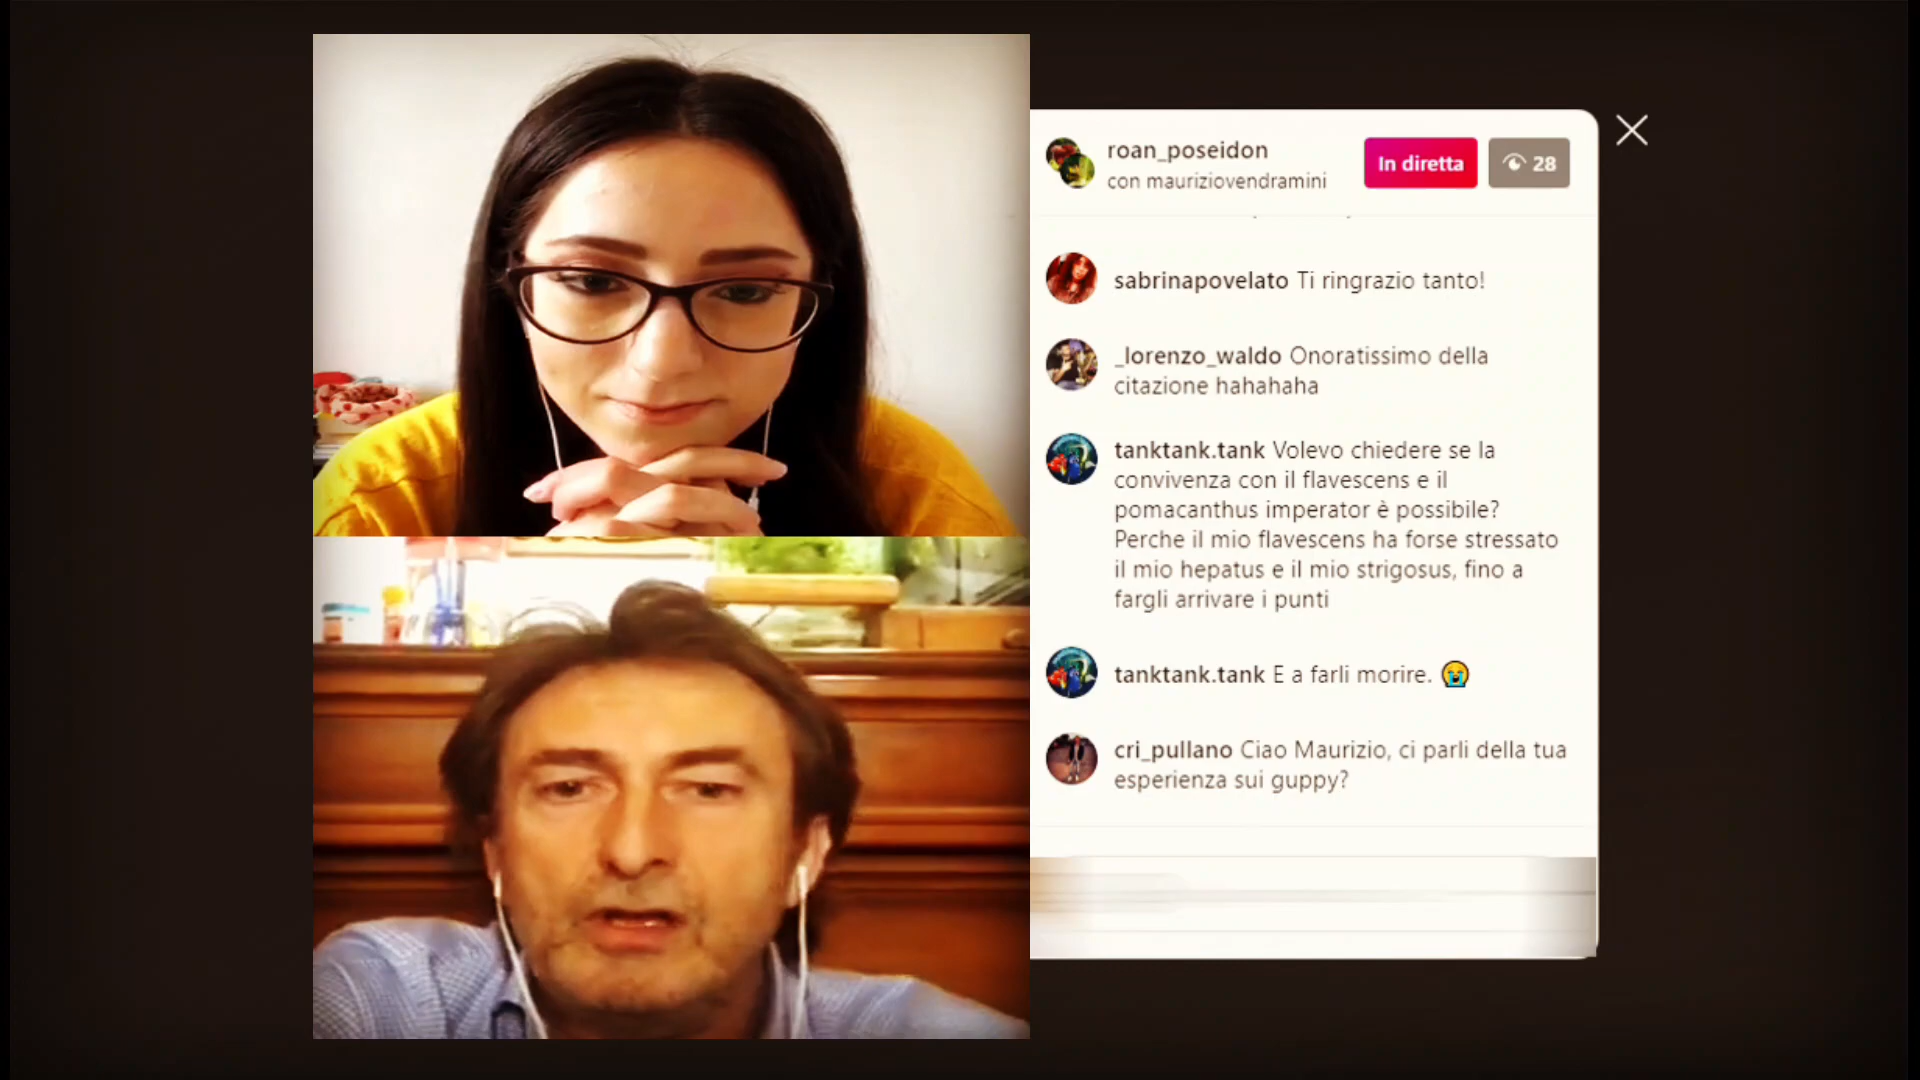 roan_poseidon
con mauriziovendramini
In diretta
28
sabrinapovelato Ti ringrazio tanto!
_lorenzo_waldo Onoratissimo della
citazione hahahaha
tanktank.tank Volevo chiedere se la
convivenza con il flavescens e il
pomacanthus imperator è possibile?
Perche il mio flavescens ha forse stressato
il mio hepatus e il mio strigosus, fino a
fargli arrivare i punti
tanktank.tank E a farli morire. 😭
cri_pullano Ciao Maurizio, ci parli della tua
esperienza sui guppy?